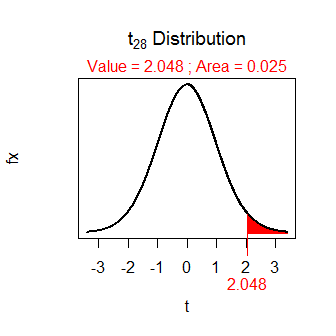 t28 Distribution
Value = 2.048 ; Area = 0.025
fx
-3 -2 -1 0 1 2 3
2.048
t